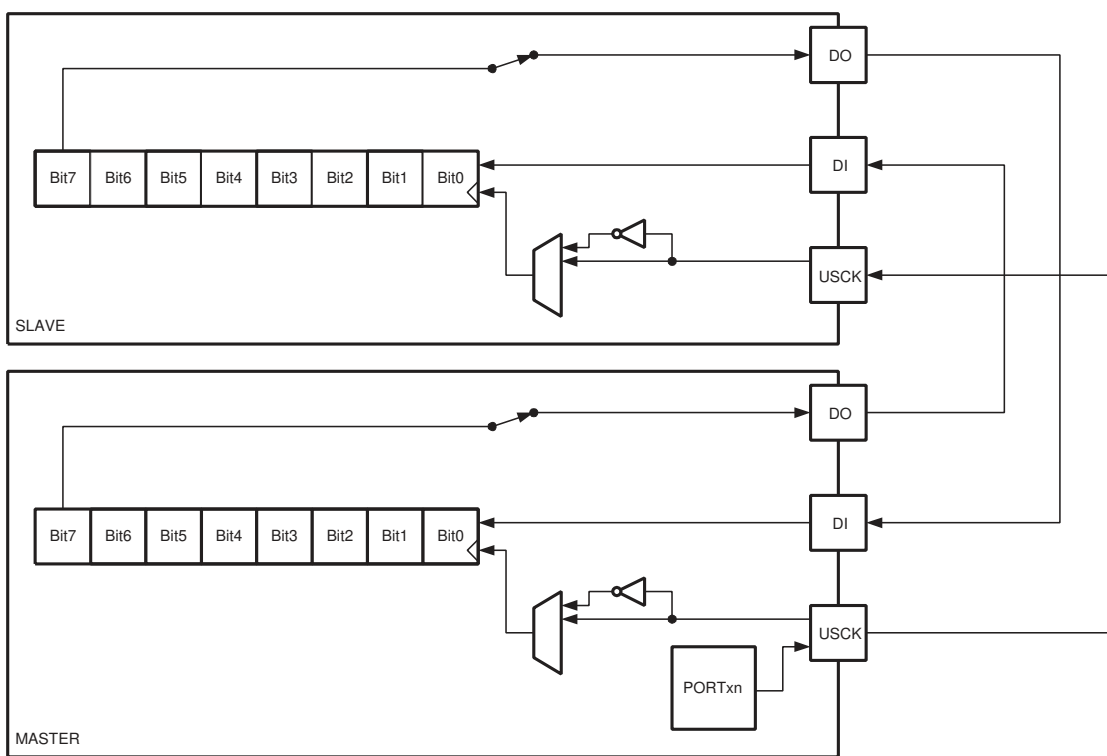 DO
Bit7 Bit6 Bit5 Bit4 Bit3 Bit2 Bit1 Bit0
DI
USCK
SLAVE
DO
Bit7 Bit6 Bit5 Bit4 Bit3 Bit2 Bit1 Bit0
DI
USCK
PORTxn
MASTER